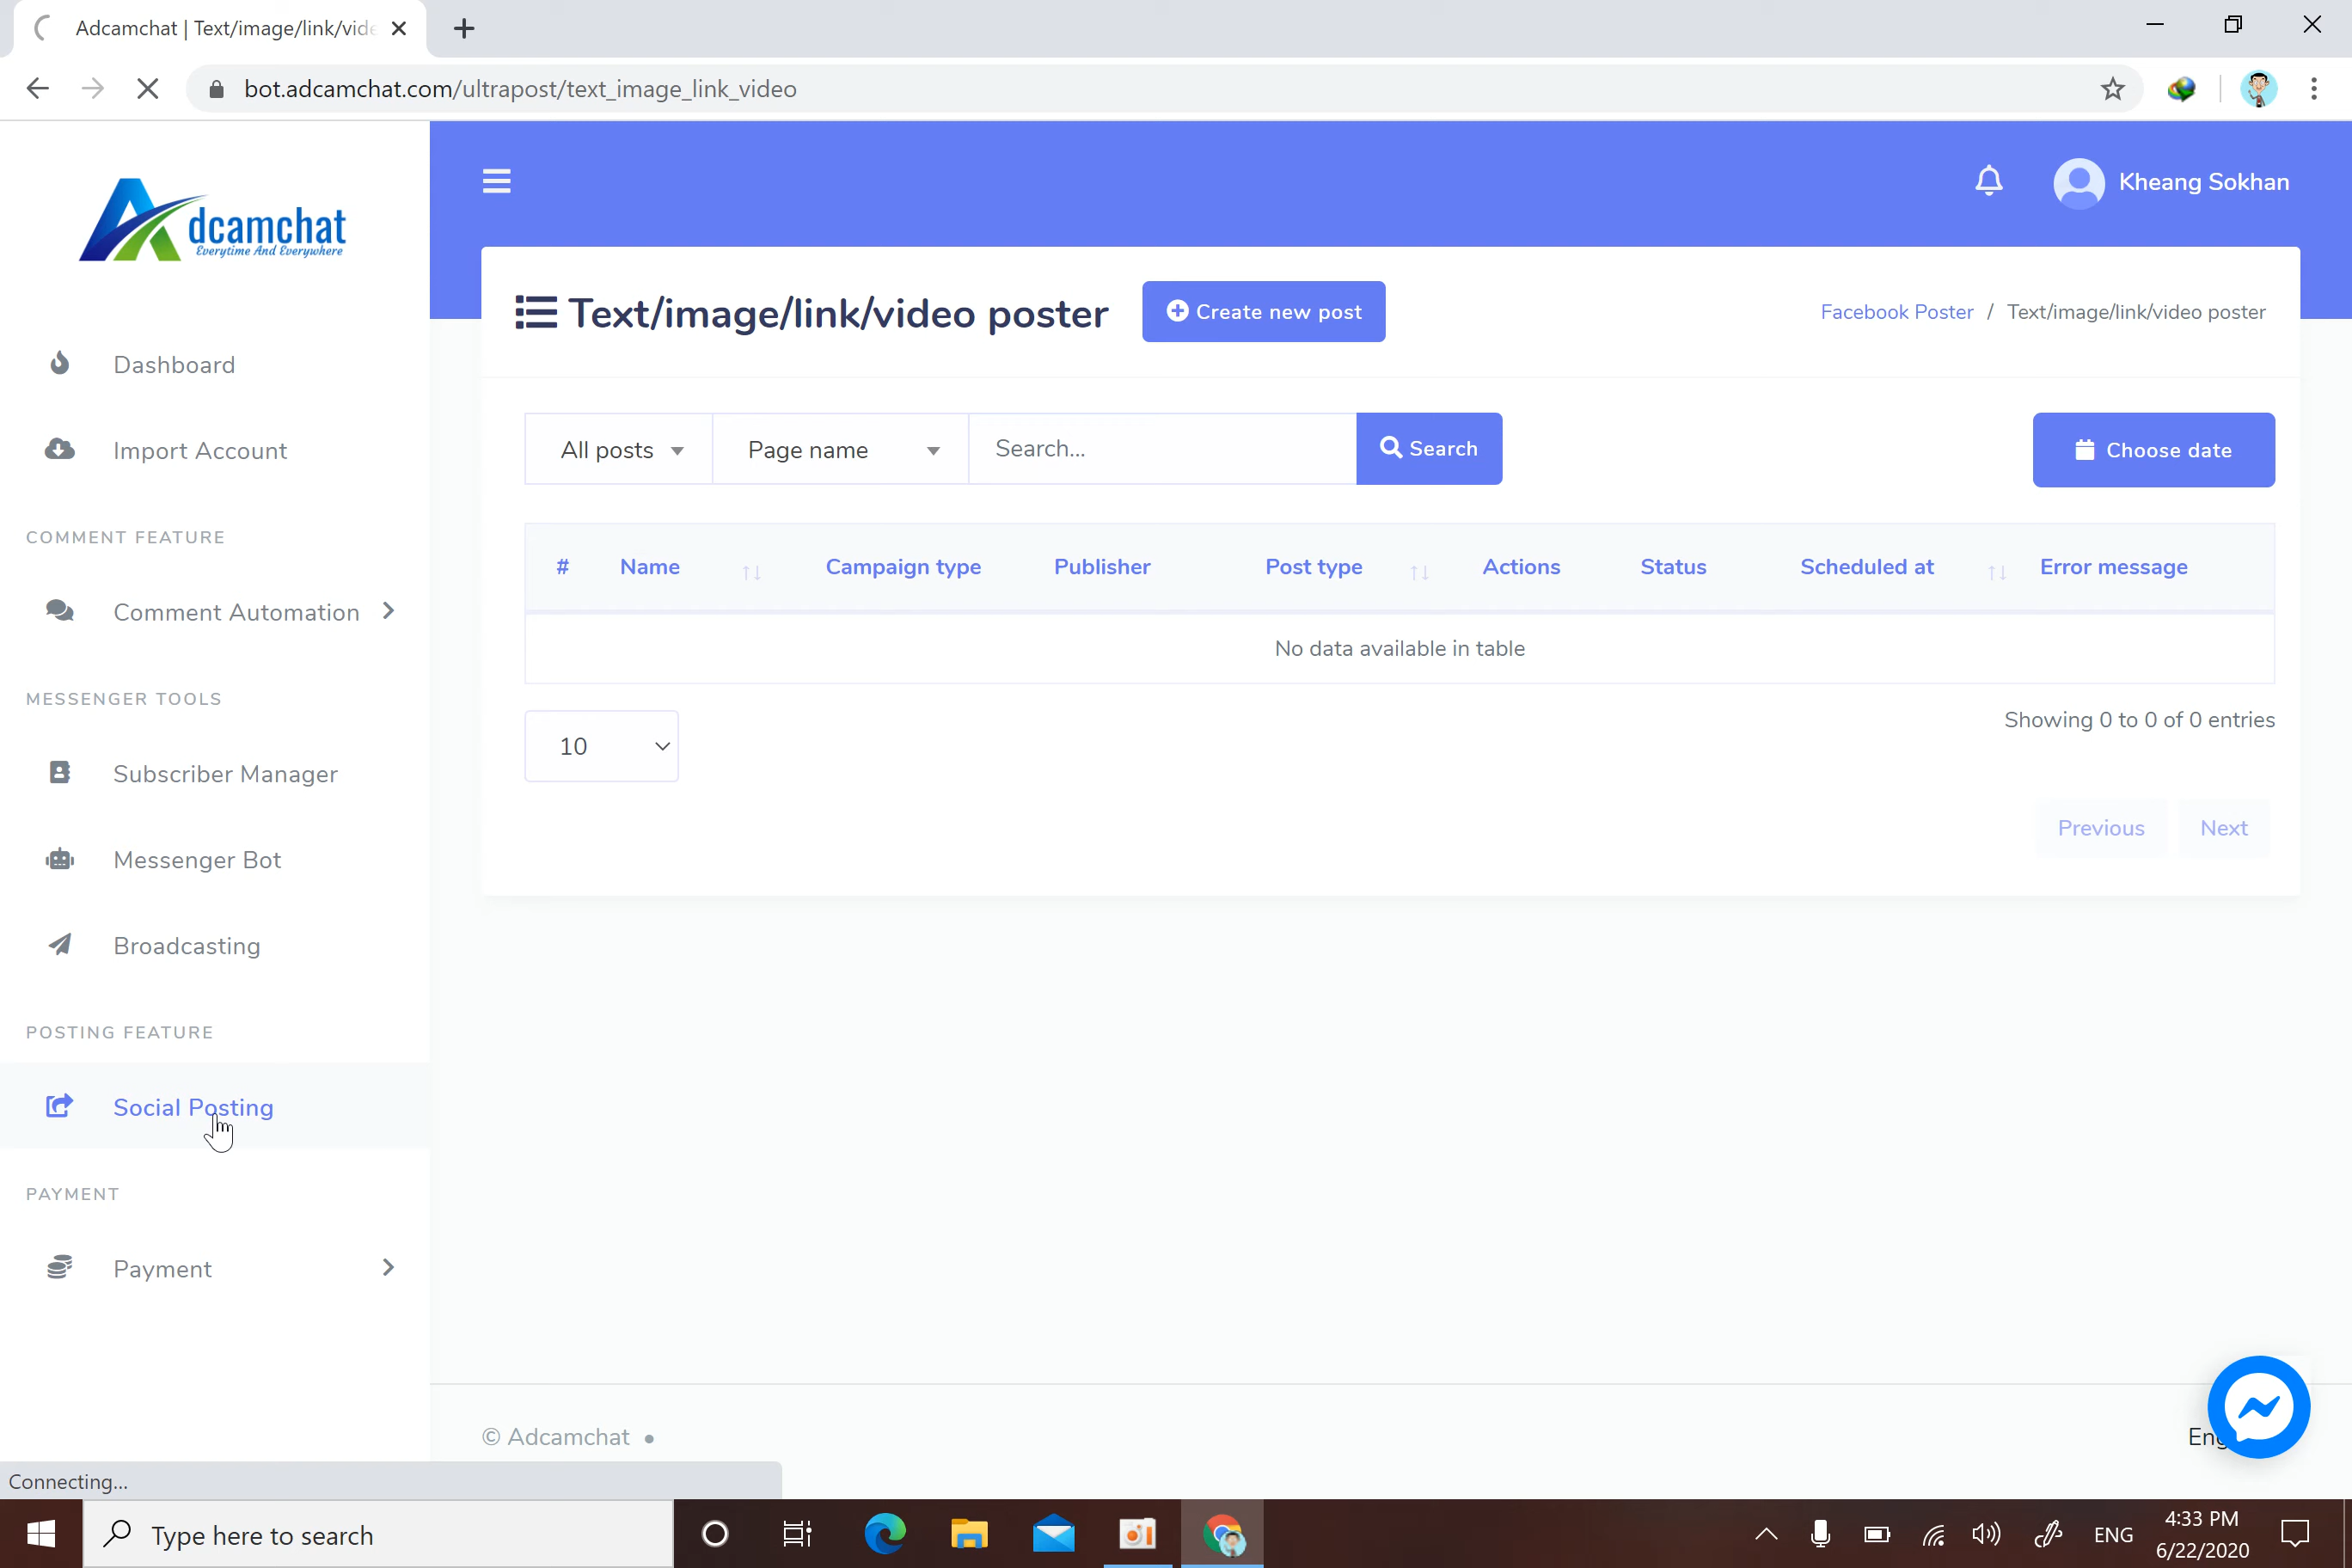 Adcamchat | Text/image/link/vide
bot.adcamchat.com/ultrapost/text_image_link_video
Adcamchat
Everytime And Everywhere
Kheang Sokhan
Text/image/link/video poster
Create new post
Facebook Poster / Text/image/link/video poster
Dashboard
Import Account
COMMENT FEATURE
Comment Automation
MESSENGER TOOLS
Subscriber Manager
Messenger Bot
Broadcasting
POSTING FEATURE
Social Posting
PAYMENT
Payment
All posts Page name Search... Search Choose date
# Name Campaign type Publisher Post type Actions Status Scheduled at Error message
No data available in table
10 Showing 0 to 0 of 0 entries
Previous Next
© Adcamchat •
Eng
Connecting...
Type here to search
ENG
4:33 PM
6/22/2020